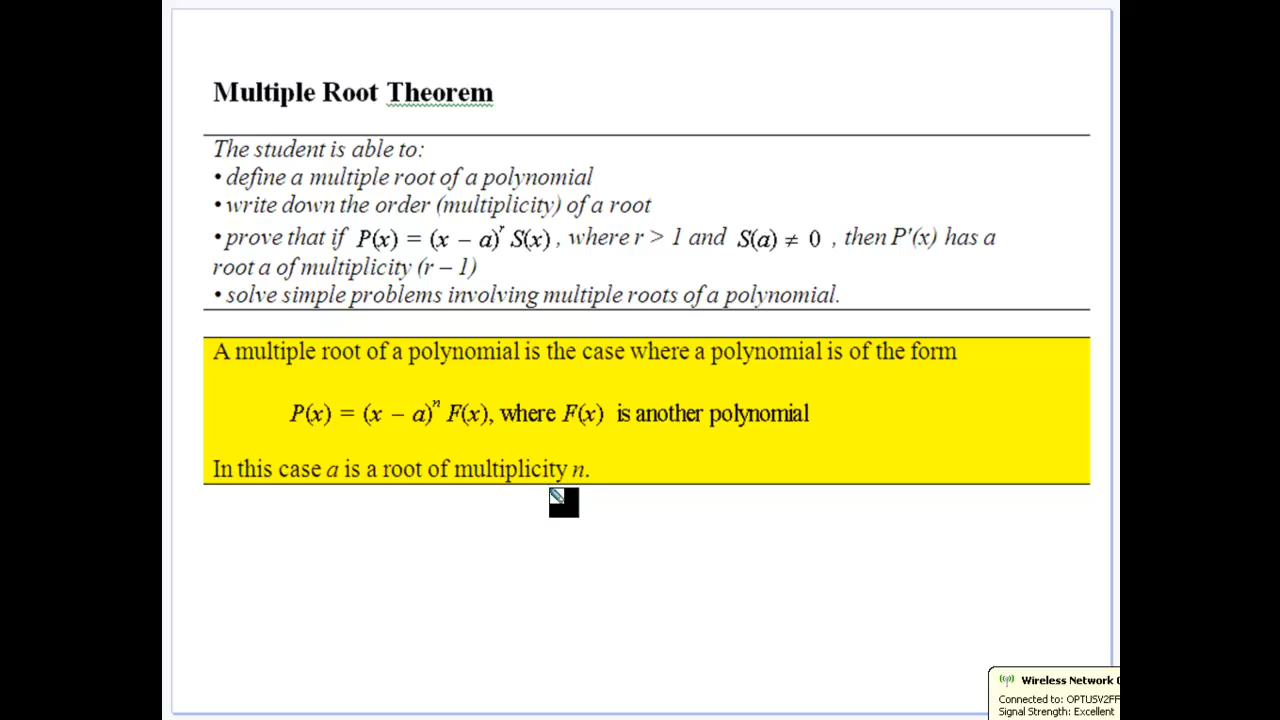 Multiple Root Theorem
The student is able to:
• define a multiple root of a polynomial
• write down the order (multiplicity) of a root
• prove that if P(x) = (x − a)^r S(x), where r > 1 and S(a) ≠ 0 , then P'(x) has a
root a of multiplicity (r – 1)
• solve simple problems involving multiple roots of a polynomial.
A multiple root of a polynomial is the case where a polynomial is of the form
P(x) = (x − a)^n F(x), where F(x) is another polynomial
In this case a is a root of multiplicity n.
Wireless Network
Connected to: OPTUSV2FF
Signal Strength: Excellent